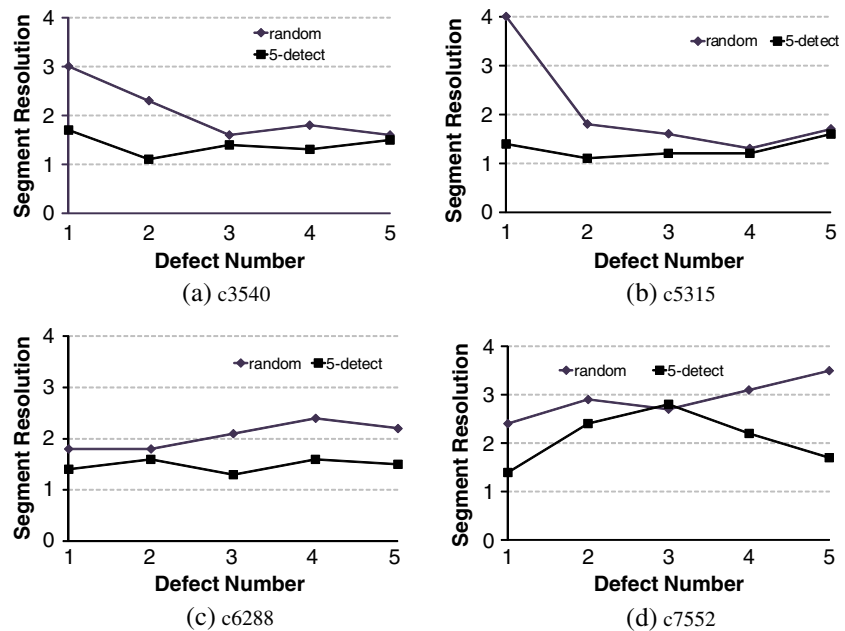 Segment Resolution
4
3
2
1
0
random
5-detect
1 2 3 4 5
Defect Number
(a) c3540
Segment Resolution
4
3
2
1
0
random 5-detect
1 2 3 4 5
Defect Number
(b) c5315
Segment Resolution
4
3
2
1
0
random 5-detect
1 2 3 4 5
Defect Number
(c) c6288
Segment Resolution
4
3
2
1
0
random 5-detect
1 2 3 4 5
Defect Number
(d) c7552